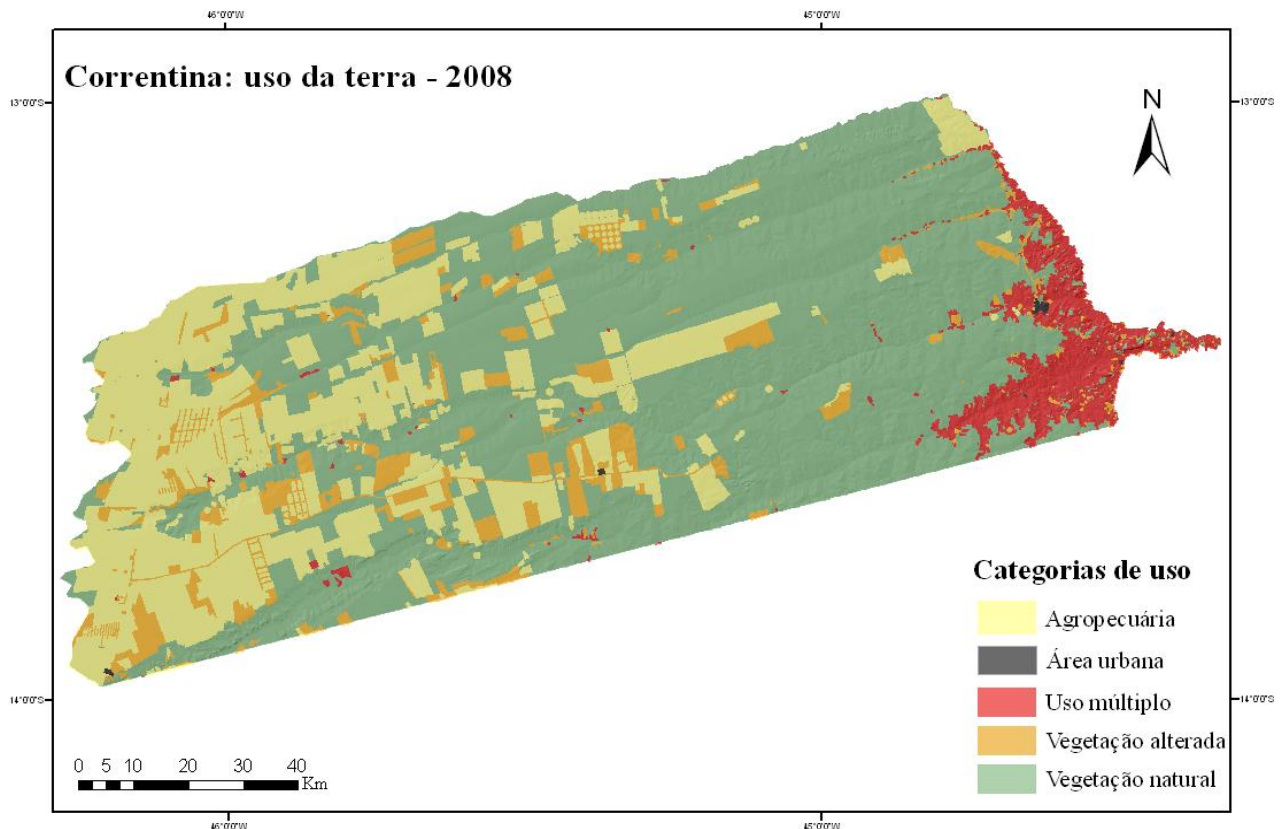 46°0'0"W 45°0'0"W
Correntina: uso da terra - 2008
13°0'0"S 13°0'0"S
N
Categorias de uso
Agropecuária
Área urbana
Uso múltiplo
Vegetação alterada
Vegetação natural
14°0'0"S 14°0'0"S
0 5 10 20 30 40
Km
46°0'0"W 45°0'0"W